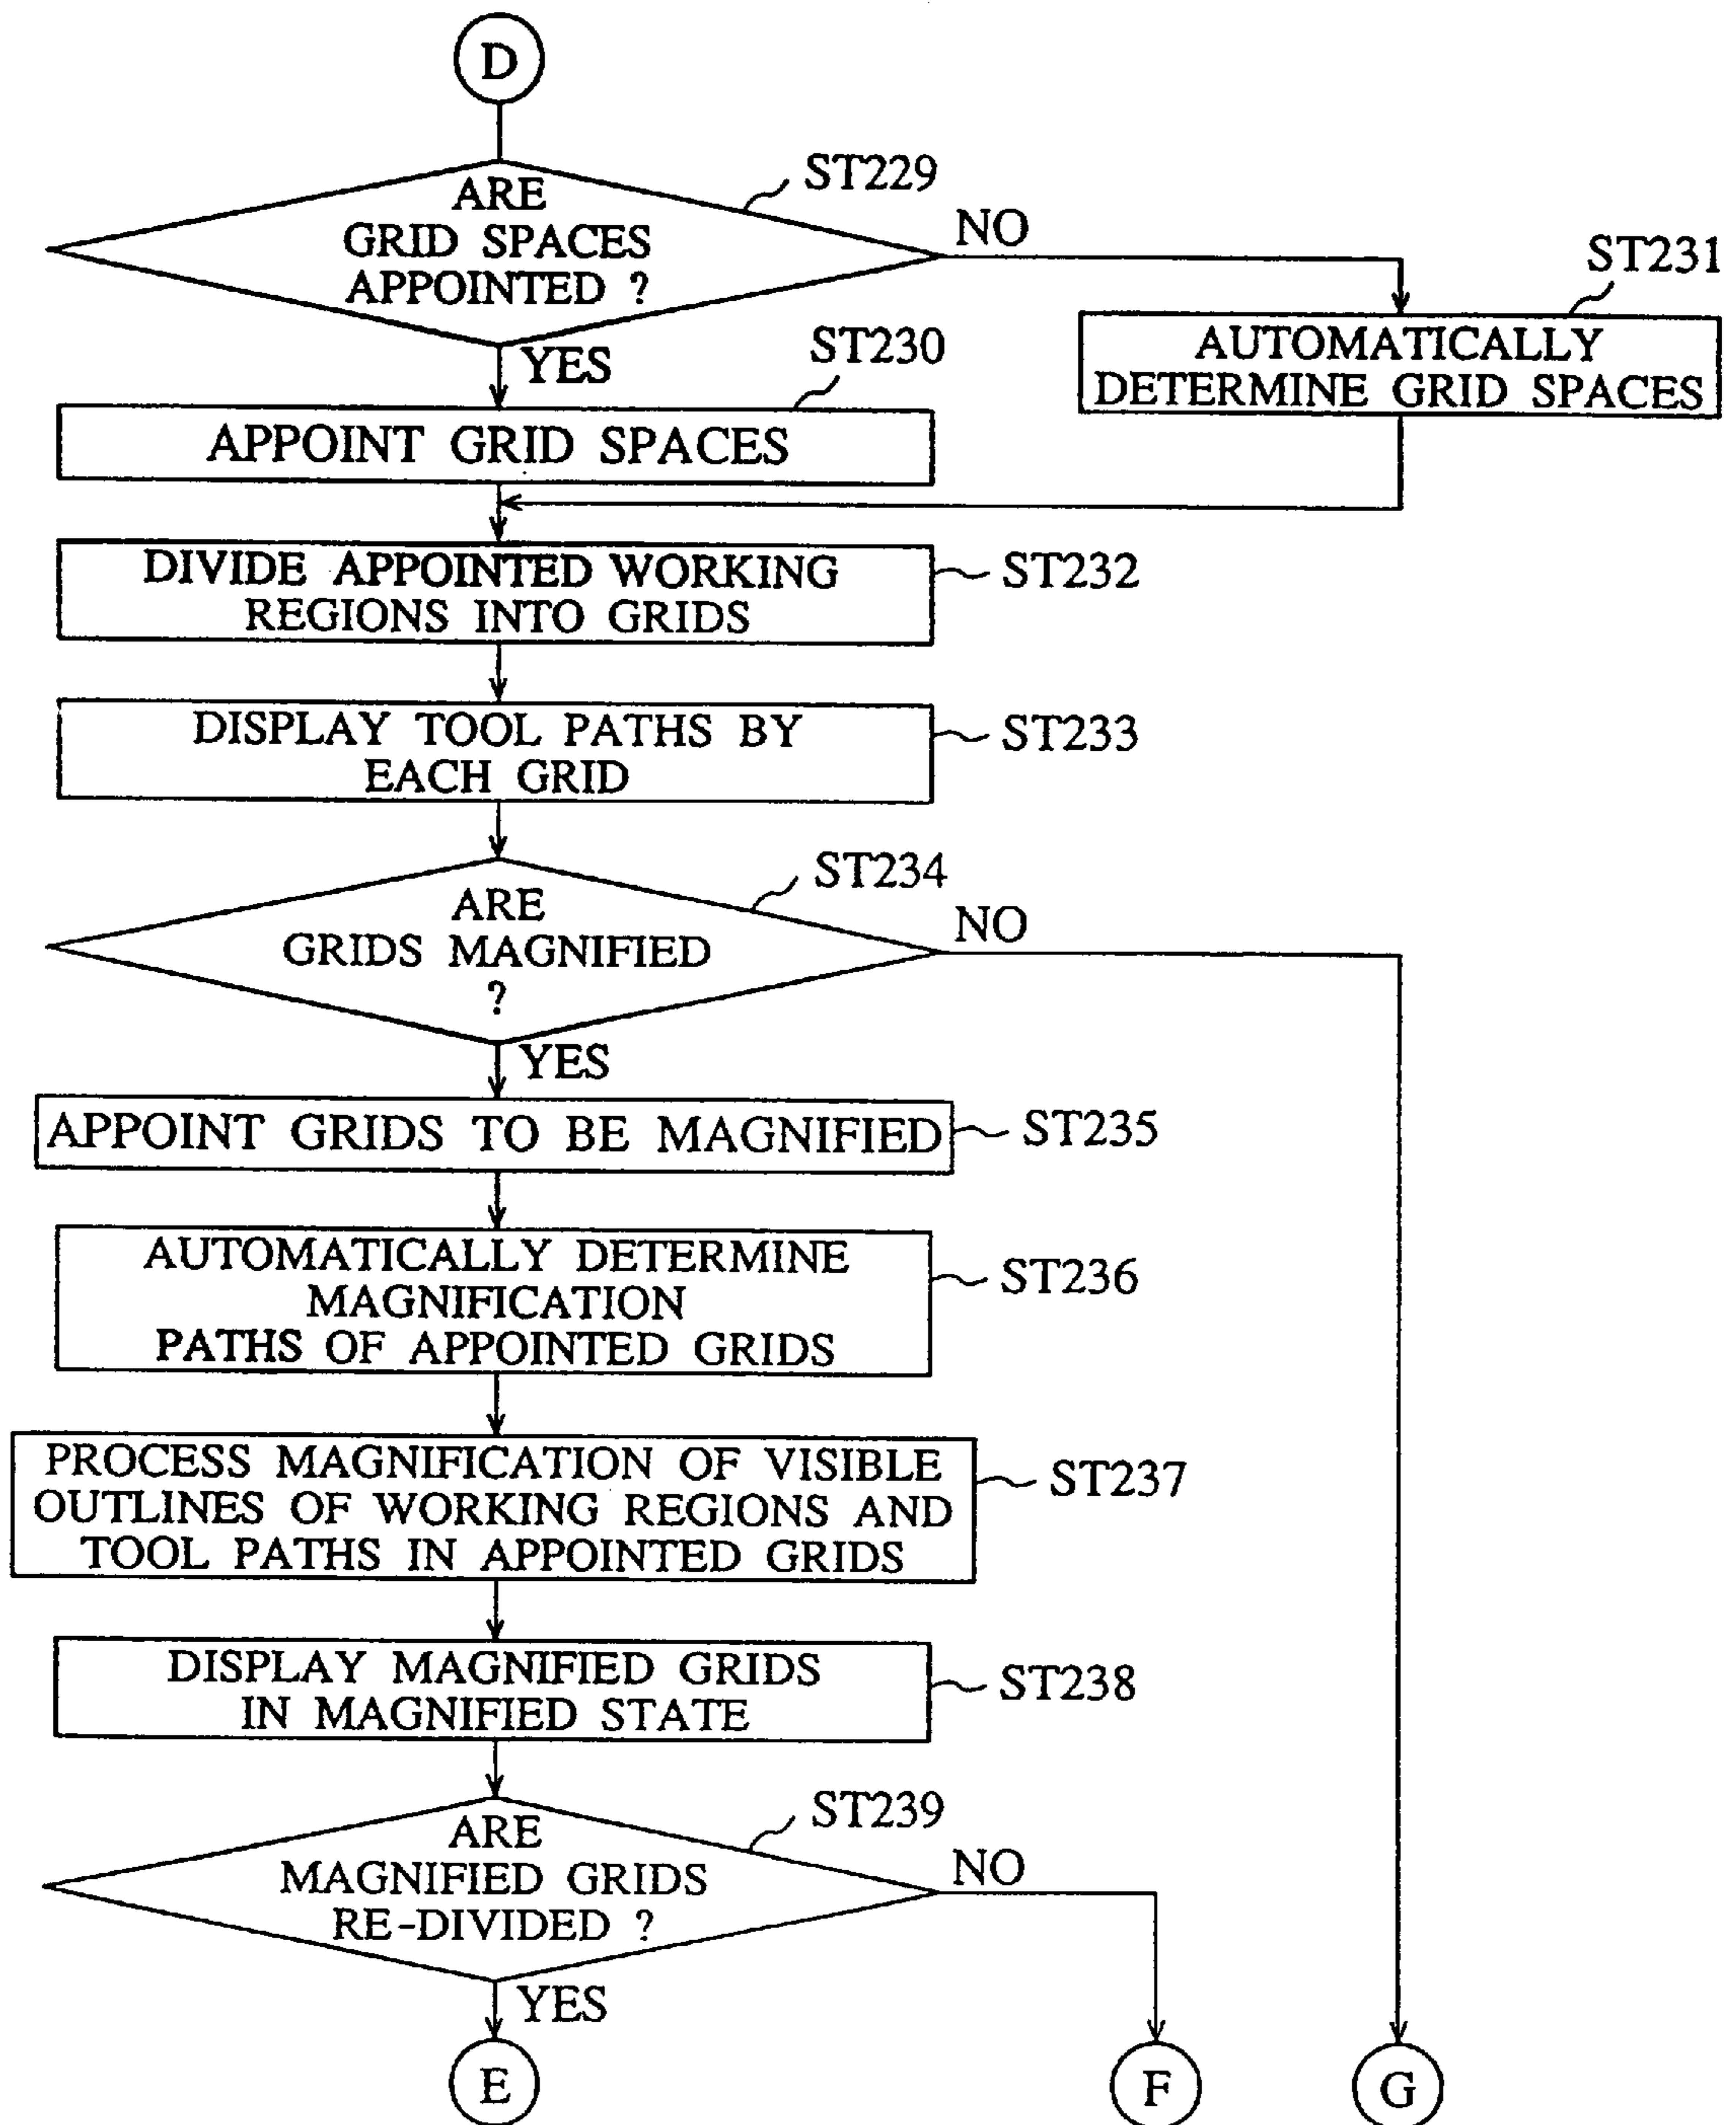 D
ST229
ARE
GRID SPACES
APPOINTED ?
NO
ST231
AUTOMATICALLY
DETERMINE GRID SPACES
YES
ST230
APPOINT GRID SPACES
DIVIDE APPOINTED WORKING
REGIONS INTO GRIDS
ST232
DISPLAY TOOL PATHS BY
EACH GRID
ST233
ST234
ARE
GRIDS MAGNIFIED
?
NO
YES
APPOINT GRIDS TO BE MAGNIFIED
ST235
AUTOMATICALLY DETERMINE
MAGNIFICATION
PATHS OF APPOINTED GRIDS
ST236
PROCESS MAGNIFICATION OF VISIBLE
OUTLINES OF WORKING REGIONS AND
TOOL PATHS IN APPOINTED GRIDS
ST237
DISPLAY MAGNIFIED GRIDS
IN MAGNIFIED STATE
ST238
ST239
ARE
MAGNIFIED GRIDS
RE-DIVIDED ?
NO
YES
E
F
G